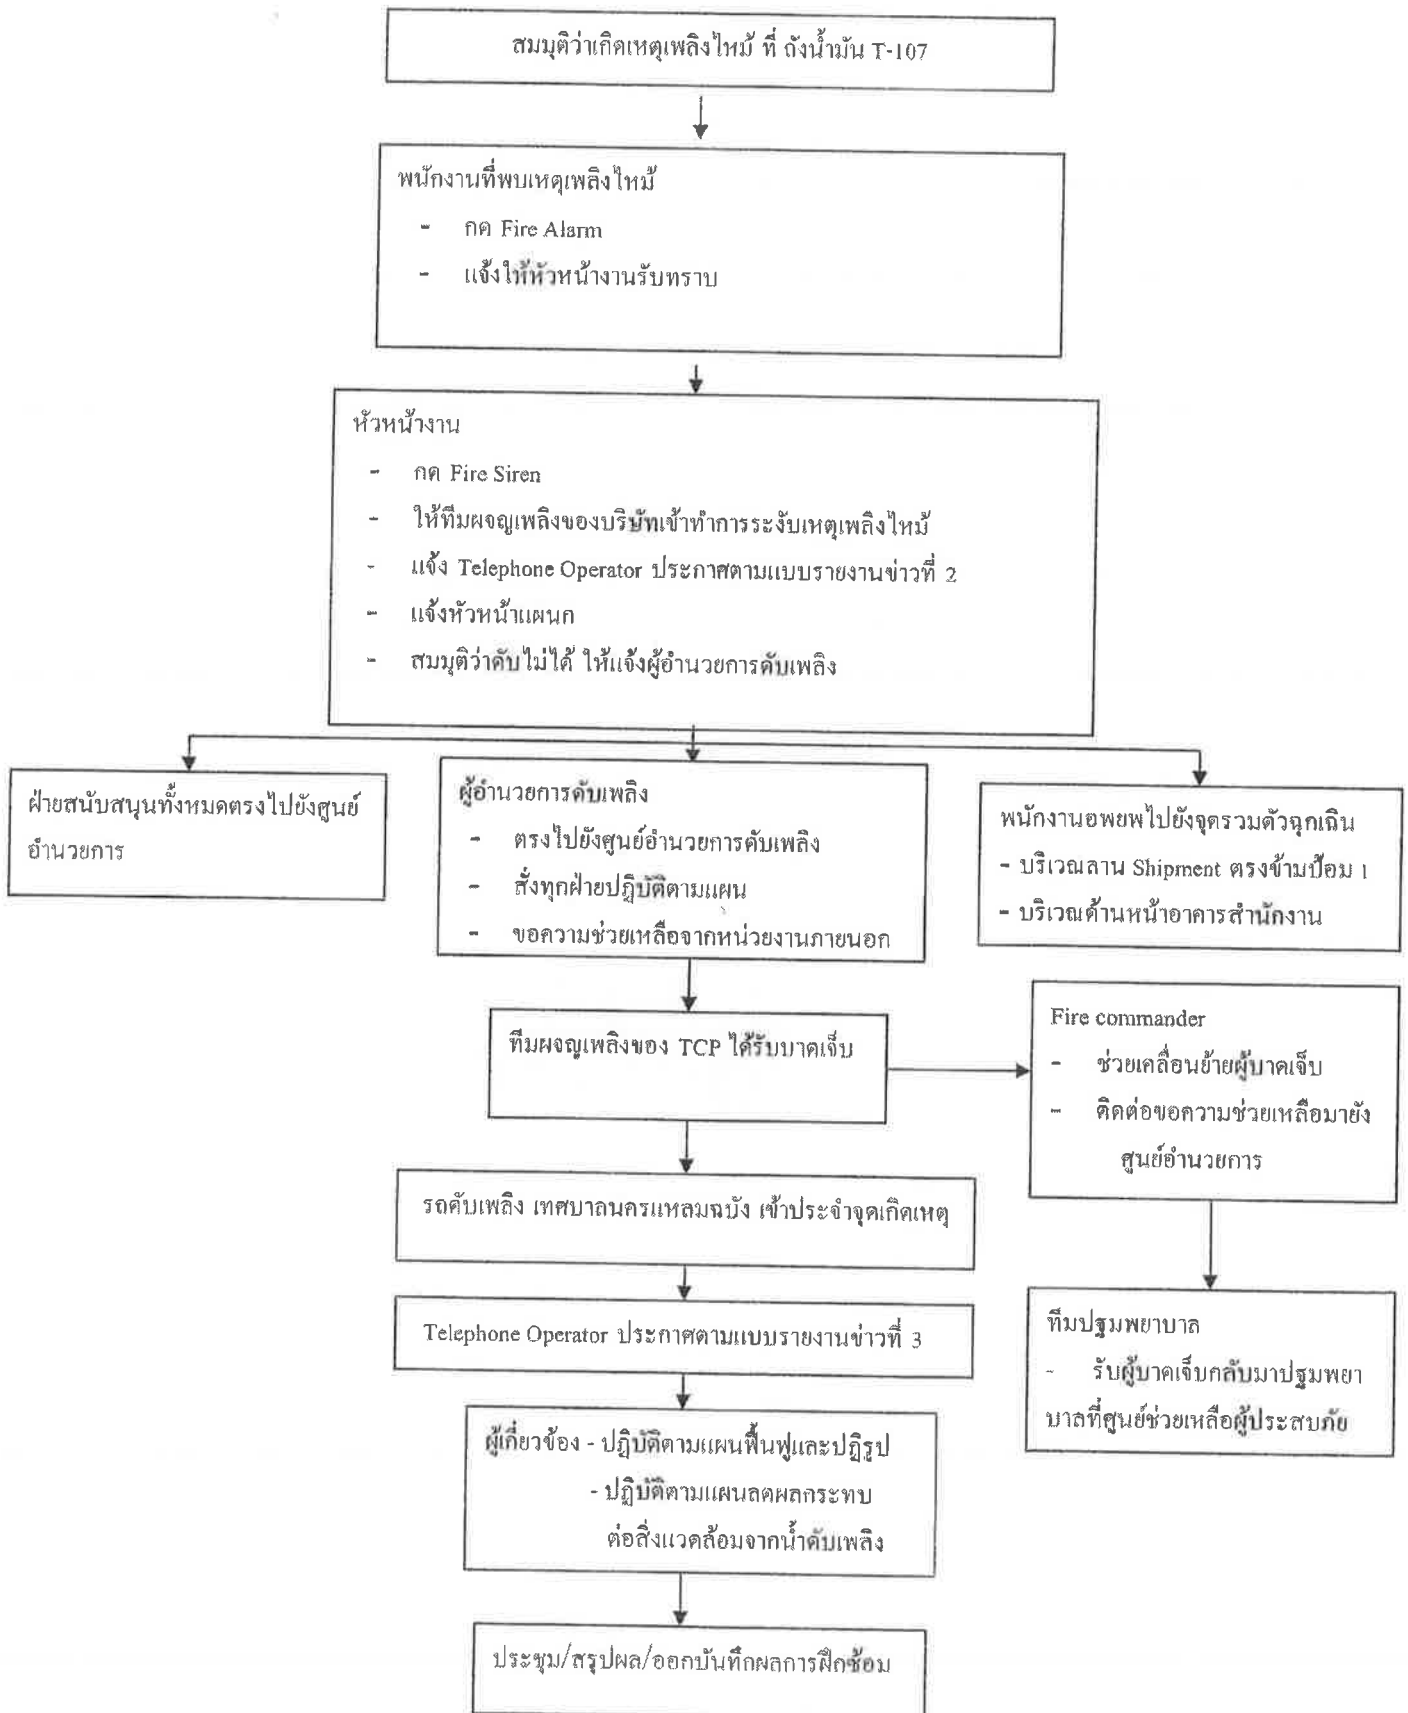 สมมุติว่าเกิดเหตุเพลิงไหม้ ที่ ถังน้ำมัน T-107
พนักงานที่พบเหตุเพลิงไหม้
- กด Fire Alarm
- แจ้งให้หัวหน้างานรับทราบ
หัวหน้างาน
- กด Fire Siren
- ให้ทีมผจญเพลิงของบริษัทเข้าทำการระงับเหตุเพลิงไหม้
- แจ้ง Telephone Operator ประกาศตามแบบรายงานข่าวที่ 2
- แจ้งหัวหน้าแผนก
- สมมุติว่าดับไม่ได้ ให้แจ้งผู้อำนวยการดับเพลิง
ฝ่ายสนับสนุนทั้งหมดตรงไปยังศูนย์
อำนวยการ
ผู้อำนวยการดับเพลิง
- ตรงไปยังศูนย์อำนวยการดับเพลิง
- สั่งทุกฝ่ายปฏิบัติตามแผน
- ขอความช่วยเหลือจากหน่วยงานภายนอก
พนักงานอพยพไปยังจุดรวมตัวฉุกเฉิน
- บริเวณลาน Shipment ตรงข้ามป้อม 1
- บริเวณด้านหน้าอาคารสำนักงาน
ทีมผจญเพลิงของ TCP ได้รับบาดเจ็บ
Fire commander
- ช่วยเคลื่อนย้ายผู้บาดเจ็บ
- ติดต่อขอความช่วยเหลือมายัง
ศูนย์อำนวยการ
รถดับเพลิง เทศบาลนครแหลมฉบัง เข้าประจำจุดเกิดเหตุ
Telephone Operator ประกาศตามแบบรายงานข่าวที่ 3
ทีมปฐมพยาบาล
- รับผู้บาดเจ็บกลับมาปฐมพยา
บาลที่ศูนย์ช่วยเหลือผู้ประสบภัย
ผู้เกี่ยวข้อง - ปฏิบัติตามแผนฟื้นฟูและปฏิรูป
- ปฏิบัติตามแผนลดผลกระทบ
ต่อสิ่งแวดล้อมจากน้ำดับเพลิง
ประชุม/สรุปผล/ออกบันทึกผลการฝึกซ้อม